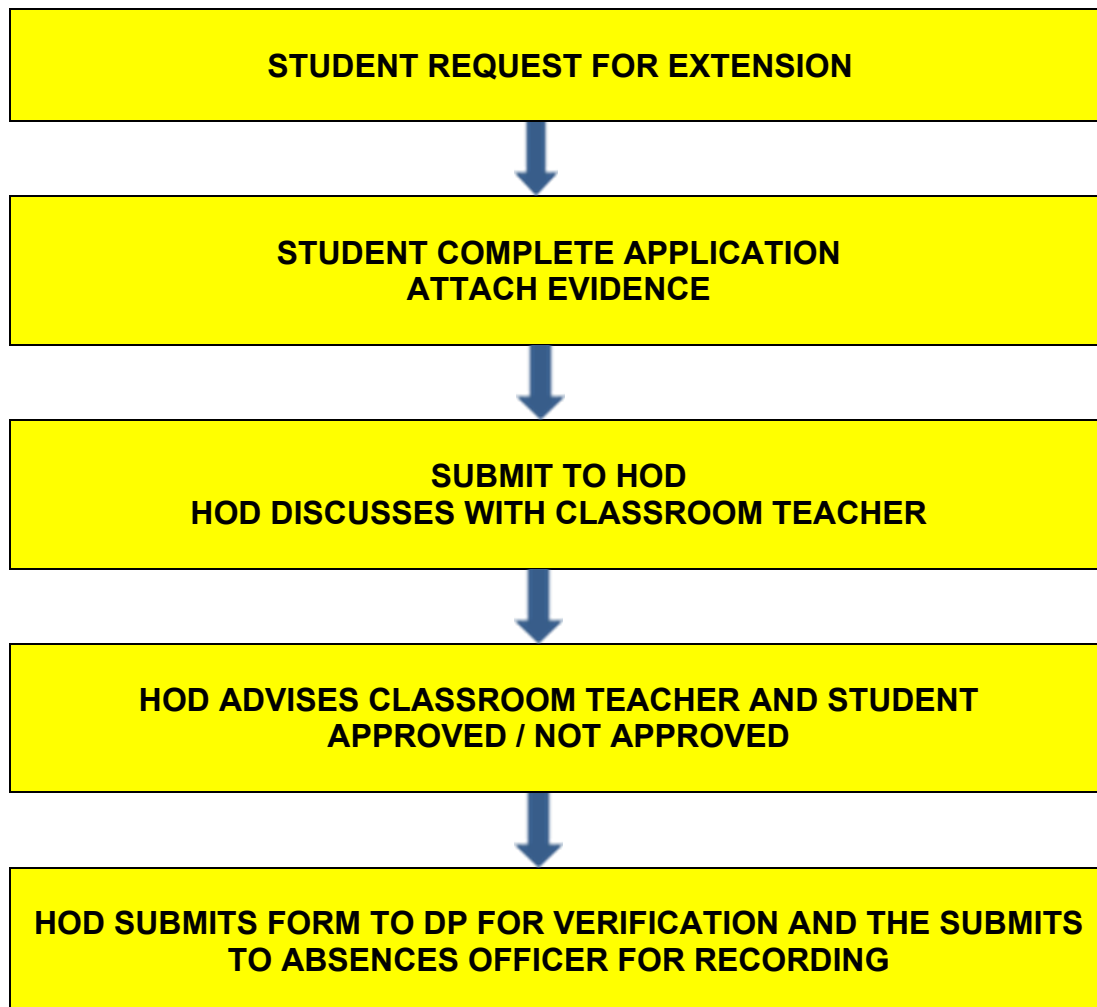 STUDENT REQUEST FOR EXTENSION
STUDENT COMPLETE APPLICATION
ATTACH EVIDENCE
SUBMIT TO HOD
HOD DISCUSSES WITH CLASSROOM TEACHER
HOD ADVISES CLASSROOM TEACHER AND STUDENT
APPROVED / NOT APPROVED
HOD SUBMITS FORM TO DP FOR VERIFICATION AND THE SUBMITS
TO ABSENCES OFFICER FOR RECORDING